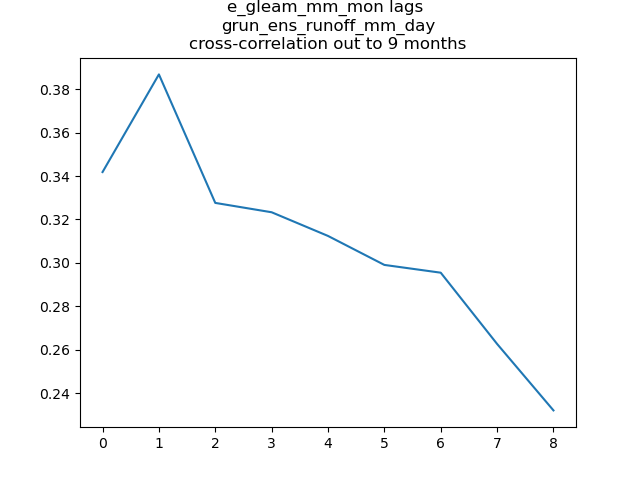 e_gleam_mm_mon lags
grun_ens_runoff_mm_day
cross-correlation out to 9 months
0.38
0.36
0.34
0.32
0.30
0.28
0.26
0.24
0 1 2 3 4 5 6 7 8